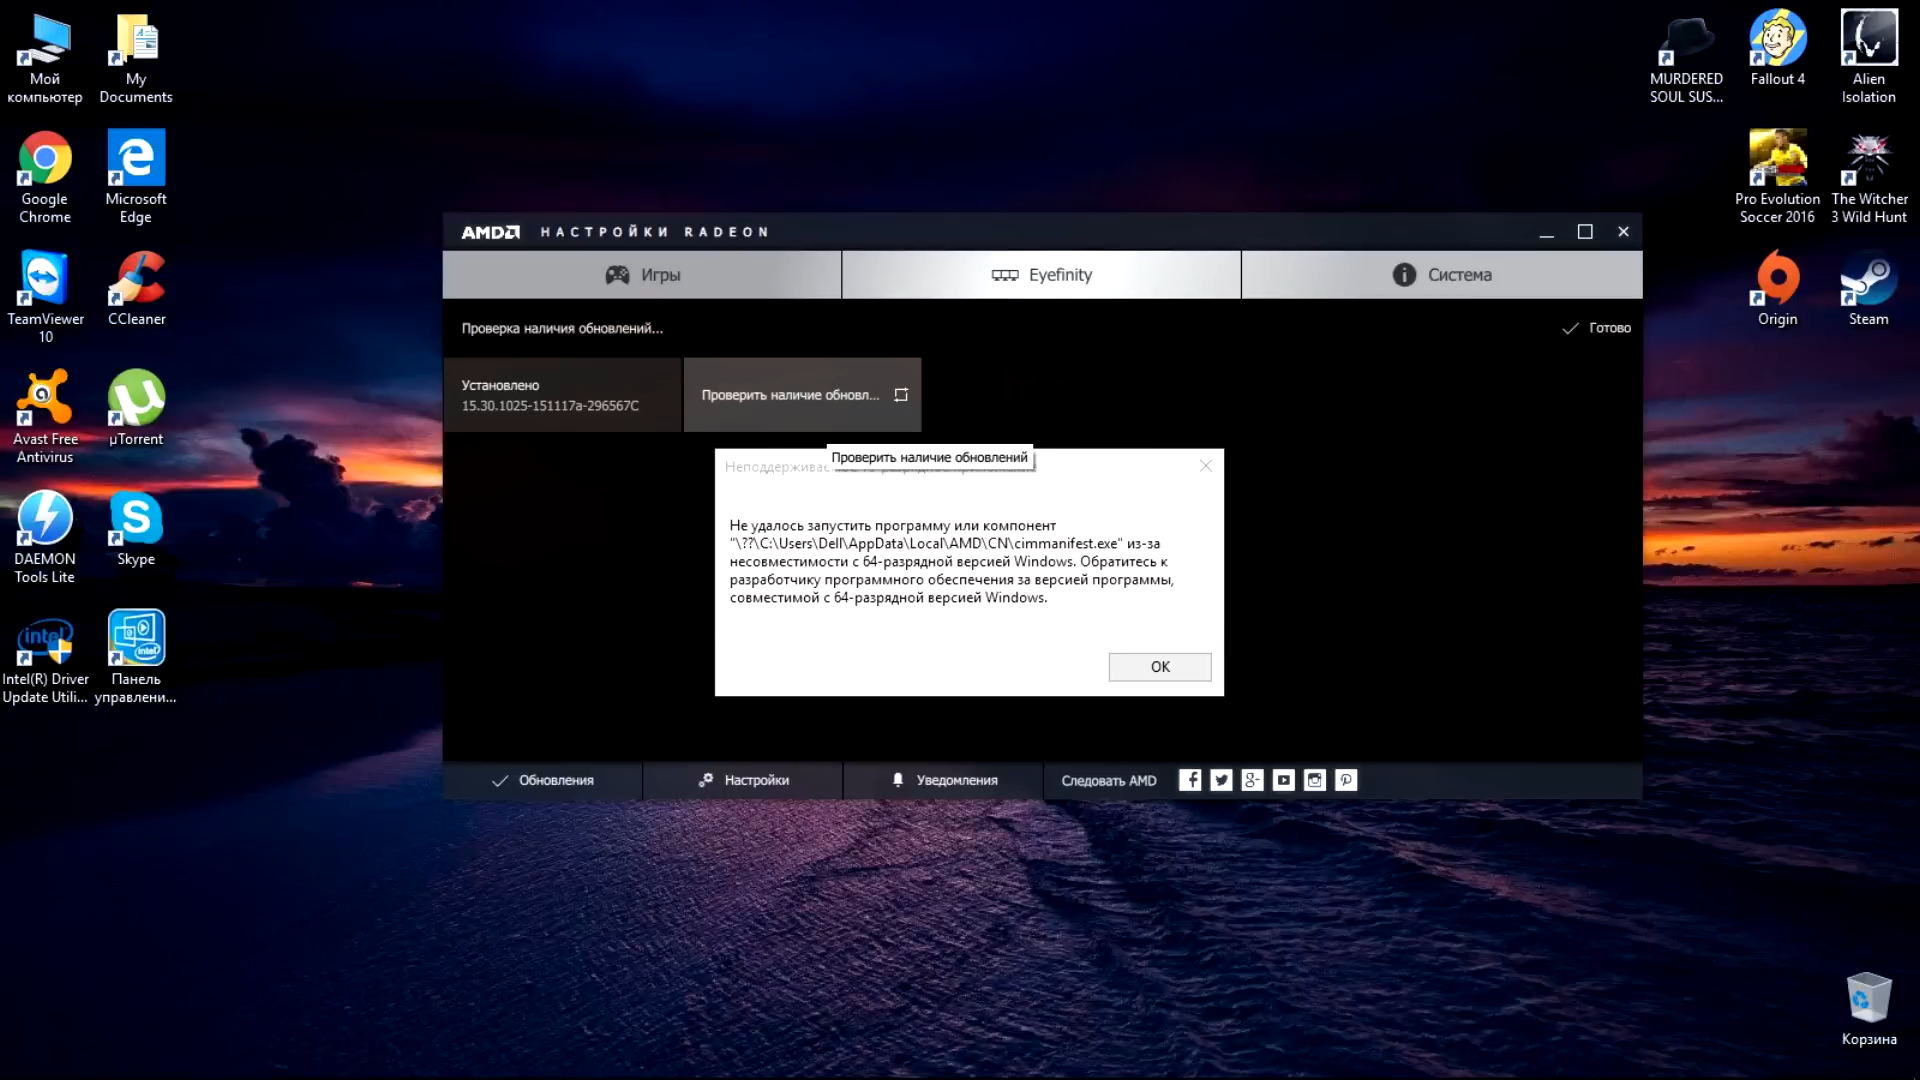 Мой
компьютер
My
Documents
Google
Chrome
Microsoft
Edge
TeamViewer
10
CCleaner
Avast Free
Antivirus
µTorrent
DAEMON
Tools Lite
Skype
Intel(R) Driver
Update Utili...
Панель
управлени...
AMD НАСТРОЙКИ RADEON
Игры
Eyefinity
Система
Проверка наличия обновлений...
Готово
Установлено
15.30.1025-151117a-296567C
Проверить наличие обновл...
Проверить наличие обновлений
Не удалось запустить программу или компонент
"\??\C:\Users\Dell\AppData\Local\AMD\CN\cimmanifest.exe" из-за
несовместимости с 64-разрядной версией Windows. Обратитесь к
разработчику программного обеспечения за версией программы,
совместимой с 64-разрядной версией Windows.
OK
Обновления
Настройки
Уведомления
Следовать AMD
MURDERED
SOUL SUS...
Fallout 4
Alien
Isolation
Pro Evolution
Soccer 2016
The Witcher
3 Wild Hunt
Origin
Steam
Корзина